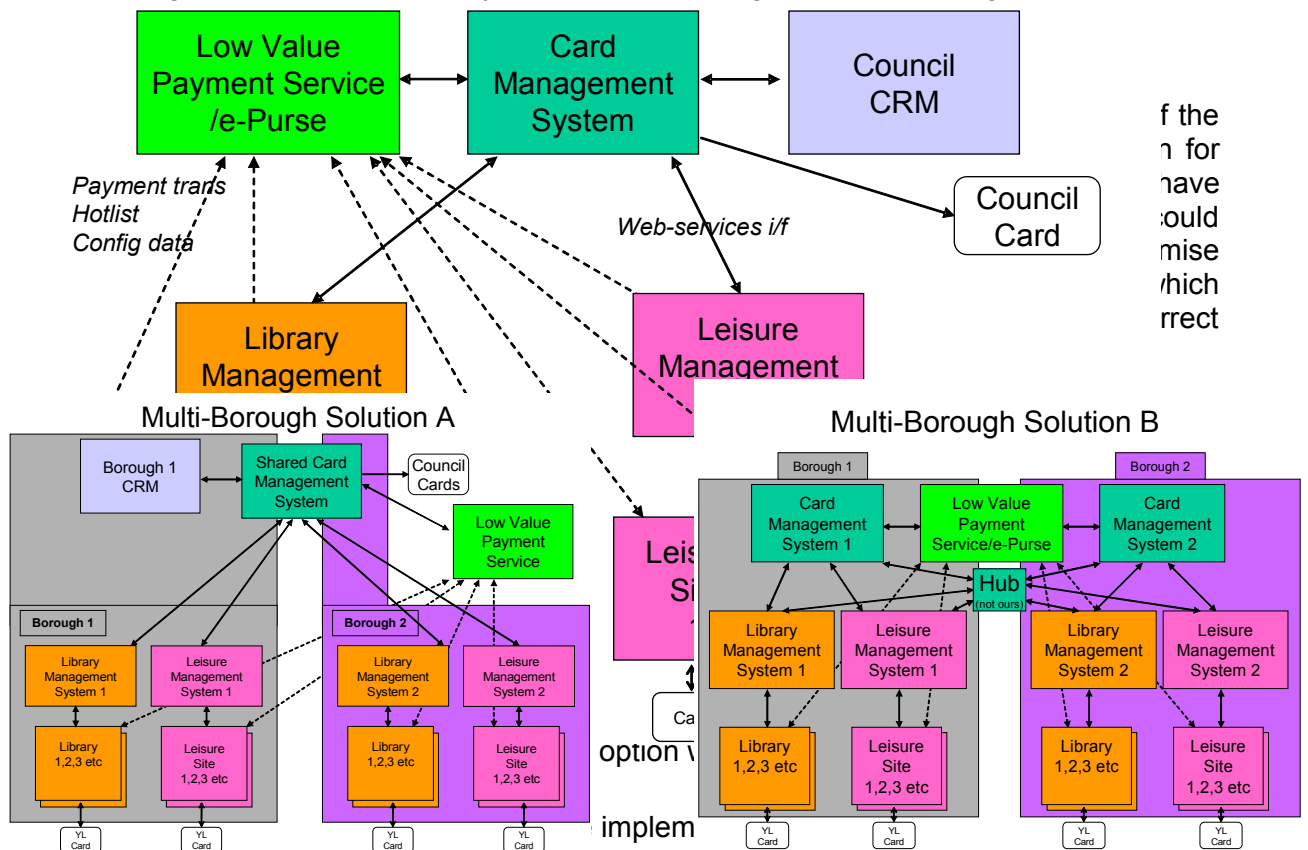 Low Value
Payment Service
/e-Purse
Card
Management
System
Council
CRM
f the
for
have
could
mise
which
rrect
Payment trans
Hotlist
Config data
Web-services i/f
Council
Card
Library
Management
Leisure
Management
Multi-Borough Solution A
Borough 1
CRM
Shared Card
Management
System
Council
Cards
Low Value
Payment
Service
Borough 1
Borough 2
Library
Management
System 1
Leisure
Management
System 1
Library
Management
System 2
Leisure
Management
System 2
Library
1,2,3 etc
Leisure
Site
1,2,3 etc
Library
1,2,3 etc
Leisure
Site
1,2,3 etc
YL
Card
YL
Card
YL
Card
YL
Card
Leis
Si
Ca
option
implem
Multi-Borough Solution B
Borough 1
Borough 2
Card
Management
System 1
Low Value
Payment
Service/e-Purse
Card
Management
System 2
Hub
(not ours)
Library
Management
System 1
Leisure
Management
System 1
Library
Management
System 2
Leisure
Management
System 2
Library
1,2,3 etc
Leisure
Site
1,2,3 etc
Library
1,2,3 etc
Leisure
Site
1,2,3 etc
YL
Card
YL
Card
YL
Card
YL
Card